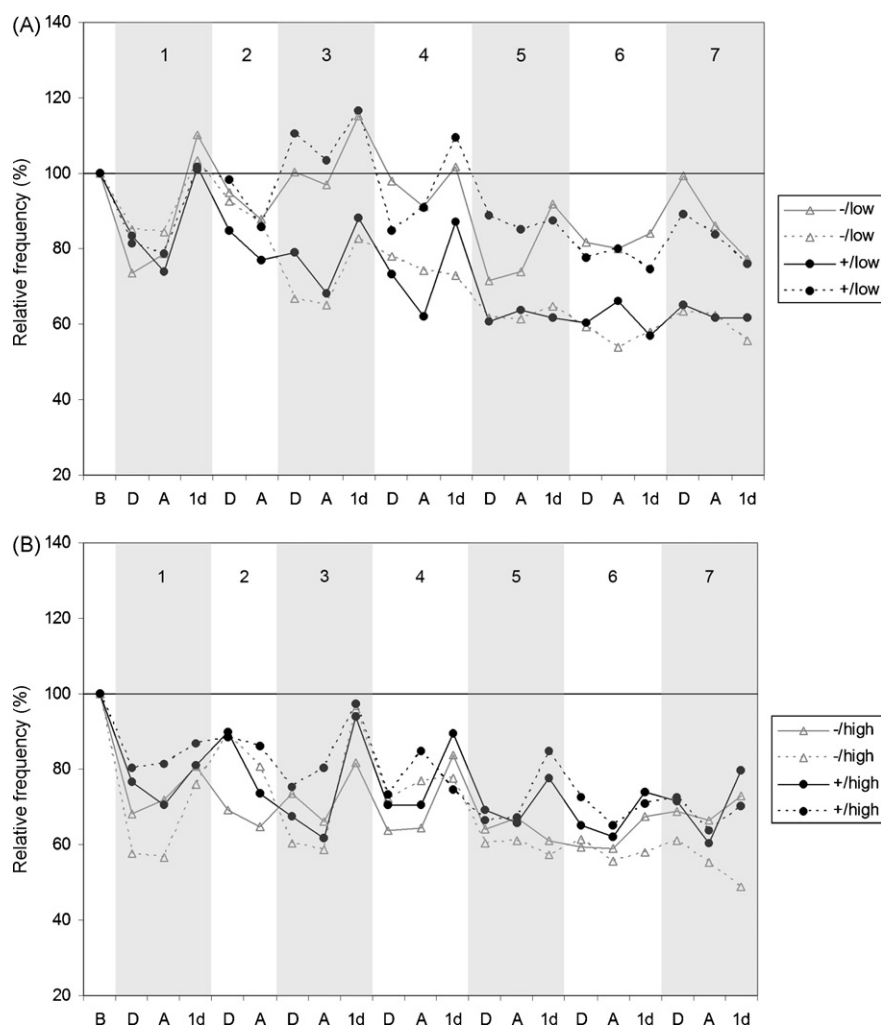 (A)
140
120
100
80
60
40
20
Relative frequency (%)
1 2 3 4 5 6 7
B D A 1d D A D A 1d D A 1d D A 1d D A 1d D A 1d
-/low
-/low
+/low
+/low
(B)
140
120
100
80
60
40
20
Relative frequency (%)
1 2 3 4 5 6 7
B D A 1d D A D A 1d D A 1d D A 1d D A 1d D A 1d
-/high
-/high
+/high
+/high